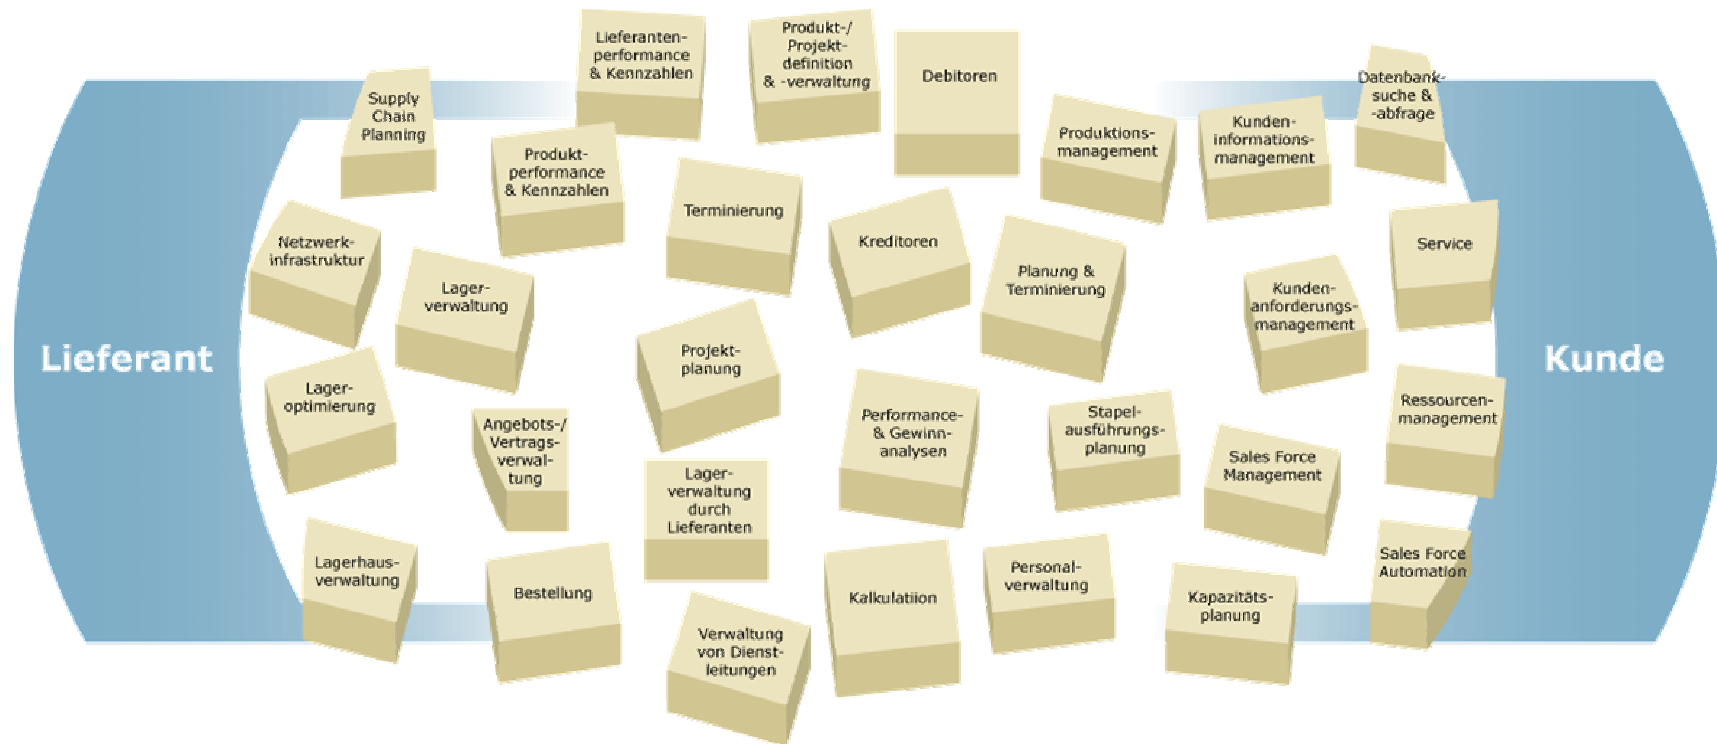 Lieferanten-
performance
& Kennzahlen
Produkt-/
Projekt-
definition
& -verwaltung
Debitoren
Supply
Chain
Planning
Datenbank-
suche &
-abfrage
Produkt-
performance
& Kennzahlen
Produktions-
management
Kunden-
informations-
management
Terminierung
Kreditoren
Netzwerk-
infrastruktur
Lager-
verwaltung
Planung &
Terminierung
Service
Kunden-
anforderungs-
management
Lieferant
Kunde
Projekt-
planung
Lager-
optimierung
Angebots-/
Vertrags-
verwal-
tung
Performance-
& Gewinn-
analysen
Stapel-
ausführungs-
planung
Ressourcen-
management
Sales Force
Management
Lager-
verwaltung
durch
Lieferanten
Lagerhaus-
verwaltung
Bestellung
Verwaltung
von Dienst-
leitungen
Kalkulatiion
Personal-
verwaltung
Kapazitäts-
planung
Sales Force
Automation